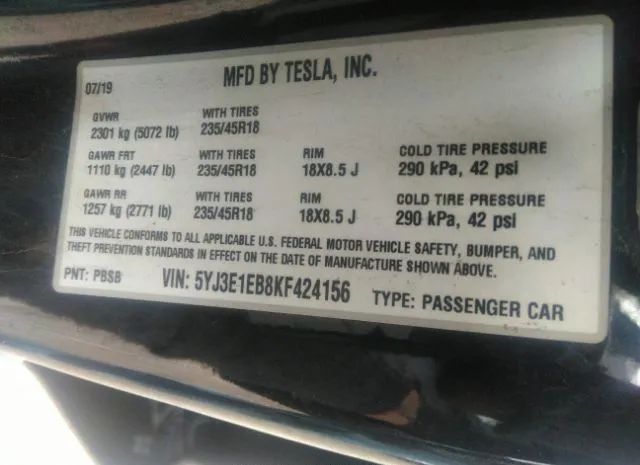 07/19 MFD BY TESLA, INC.
GVWR WITH TIRES
2301 kg (5072 lb) 235/45R18
GAWR FRT WITH TIRES RIM COLD TIRE PRESSURE
1110 kg (2447 lb) 235/45R18 18X8.5 J 290 kPa, 42 psi
GAWR RR WITH TIRES RIM COLD TIRE PRESSURE
1257 kg (2771 lb) 235/45R18 18X8.5 J 290 kPa, 42 psi
THIS VEHICLE CONFORMS TO ALL APPLICABLE U.S. FEDERAL MOTOR VEHICLE SAFETY, BUMPER, AND
THEFT PREVENTION STANDARDS IN EFFECT ON THE DATE OF MANUFACTURE SHOWN ABOVE.
PNT: PBSB VIN: 5YJ3E1EB8KF424156 TYPE: PASSENGER CAR